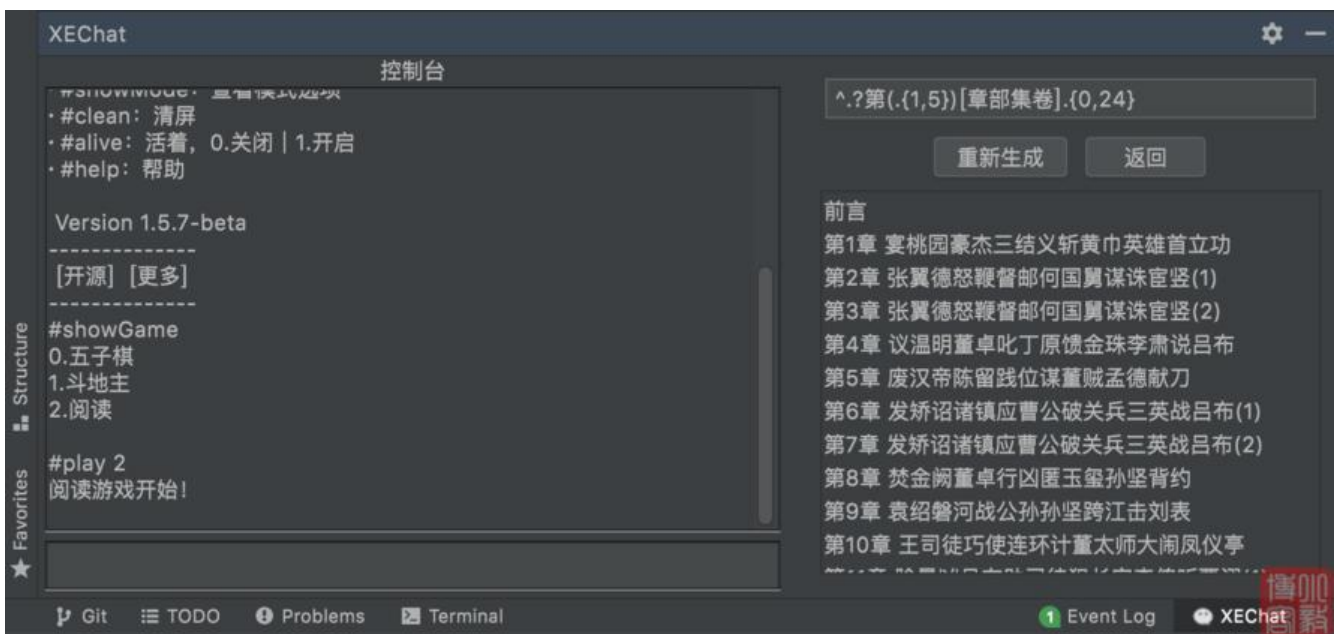 XEChat
控制台
#showMode：查看模式选项
· #clean：清屏
· #alive：活着，0.关闭 | 1.开启
· #help：帮助
Version 1.5.7-beta
--------------
[开源] [更多]
--------------
#showGame
0.五子棋
1.斗地主
2.阅读
#play 2
阅读游戏开始！
^.?第(.{1,5})[章部集卷].{0,24}
重新生成 返回
前言
第1章 宴桃园豪杰三结义斩黄巾英雄首立功
第2章 张翼德怒鞭督邮何国舅谋诛宦竖(1)
第3章 张翼德怒鞭督邮何国舅谋诛宦竖(2)
第4章 议温明董卓叱丁原馈金珠李肃说吕布
第5章 废汉帝陈留践位谋董贼孟德献刀
第6章 发矫诏诸镇应曹公破关兵三英战吕布(1)
第7章 发矫诏诸镇应曹公破关兵三英战吕布(2)
第8章 焚金阙董卓行凶匿玉玺孙坚背约
第9章 袁绍磐河战公孙孙坚跨江击刘表
第10章 王司徒巧使连环计董太师大闹凤仪亭
Structure
Favorites
Git TODO Problems Terminal
1 Event Log XEChat